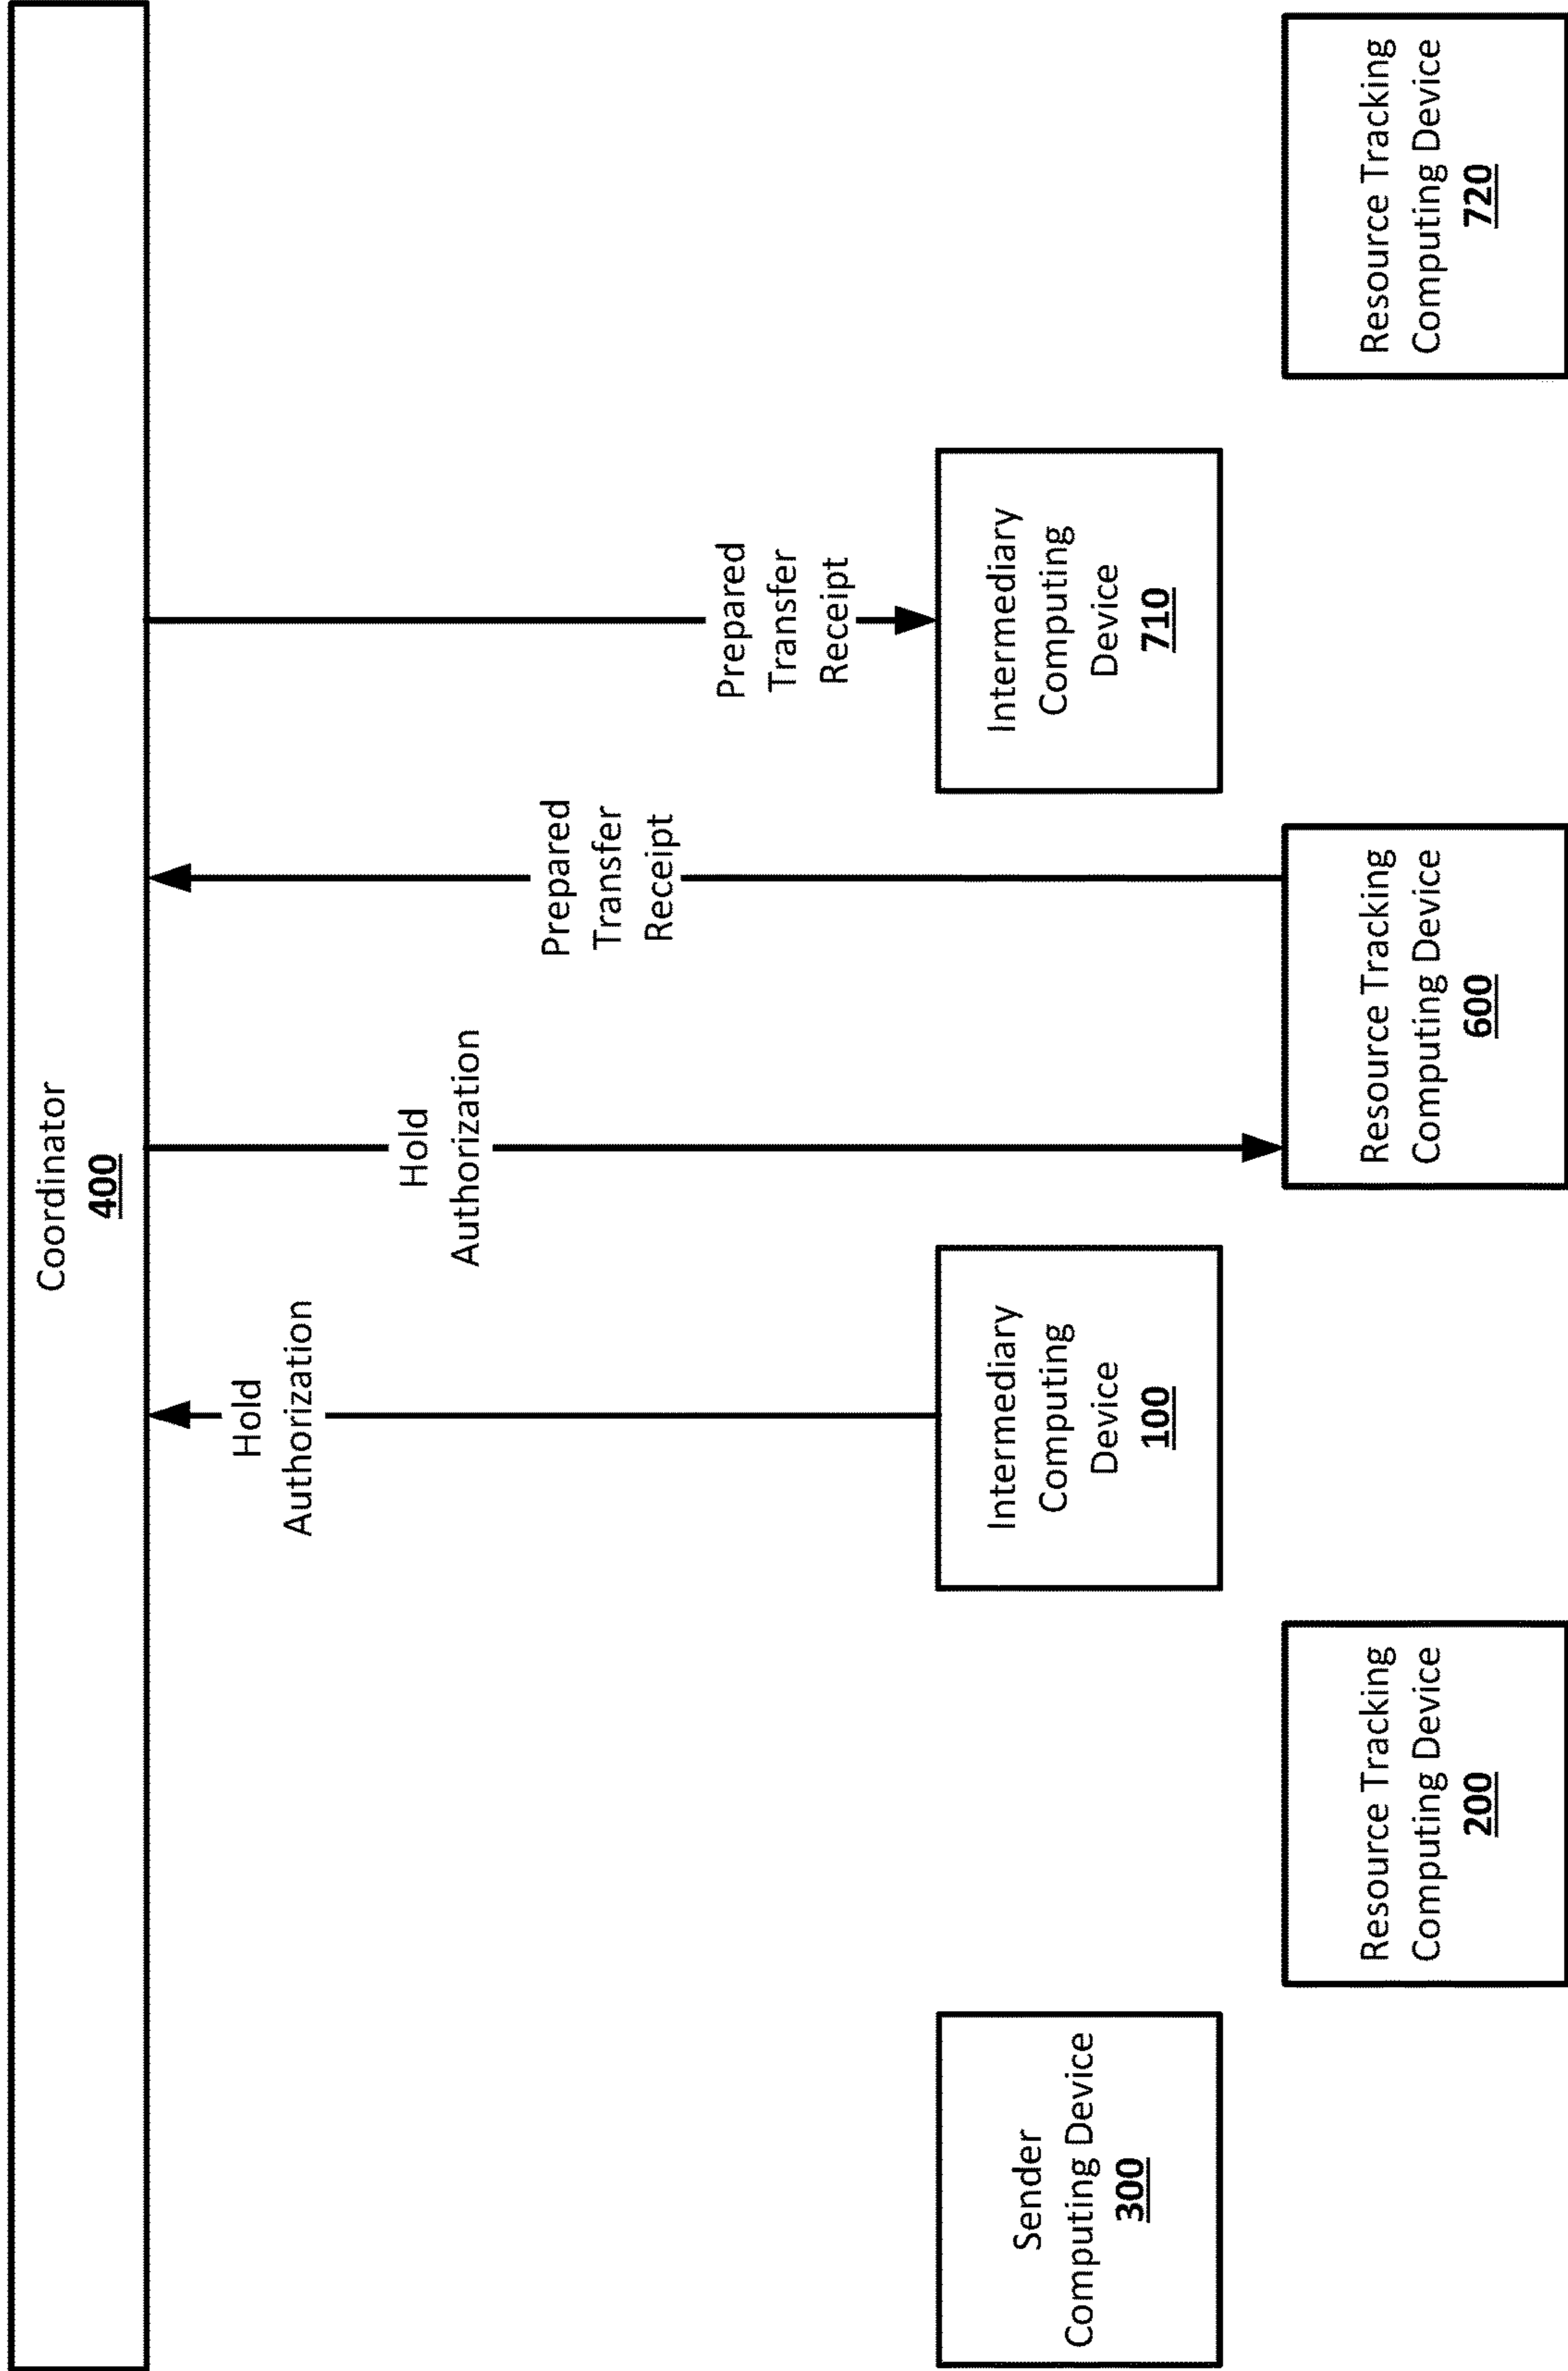 Coordinator
400
Hold
Authorization
Hold
Authorization
Prepared
Transfer
Receipt
Prepared
Transfer
Receipt
Sender
Computing Device
300
Intermediary
Computing
Device
100
Intermediary
Computing
Device
710
Resource Tracking
Computing Device
200
Resource Tracking
Computing Device
600
Resource Tracking
Computing Device
720